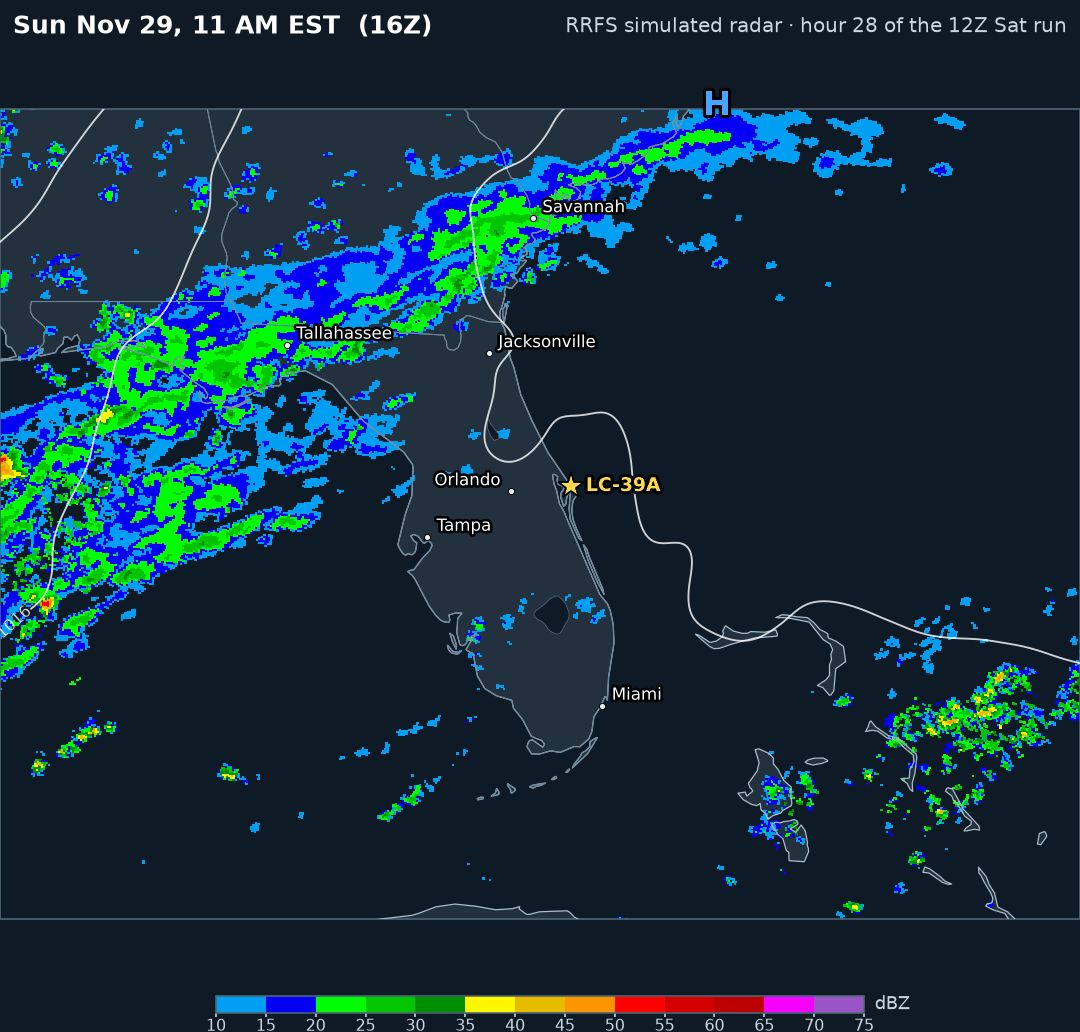 Sun Nov 29, 11 AM EST (16Z)
RRFS simulated radar · hour 28 of the 12Z Sat run
H
Savannah
Tallahassee
Jacksonville
Orlando
LC-39A
Tampa
1016
Miami
dBZ
10 15 20 25 30 35 40 45 50 55 60 65 70 75